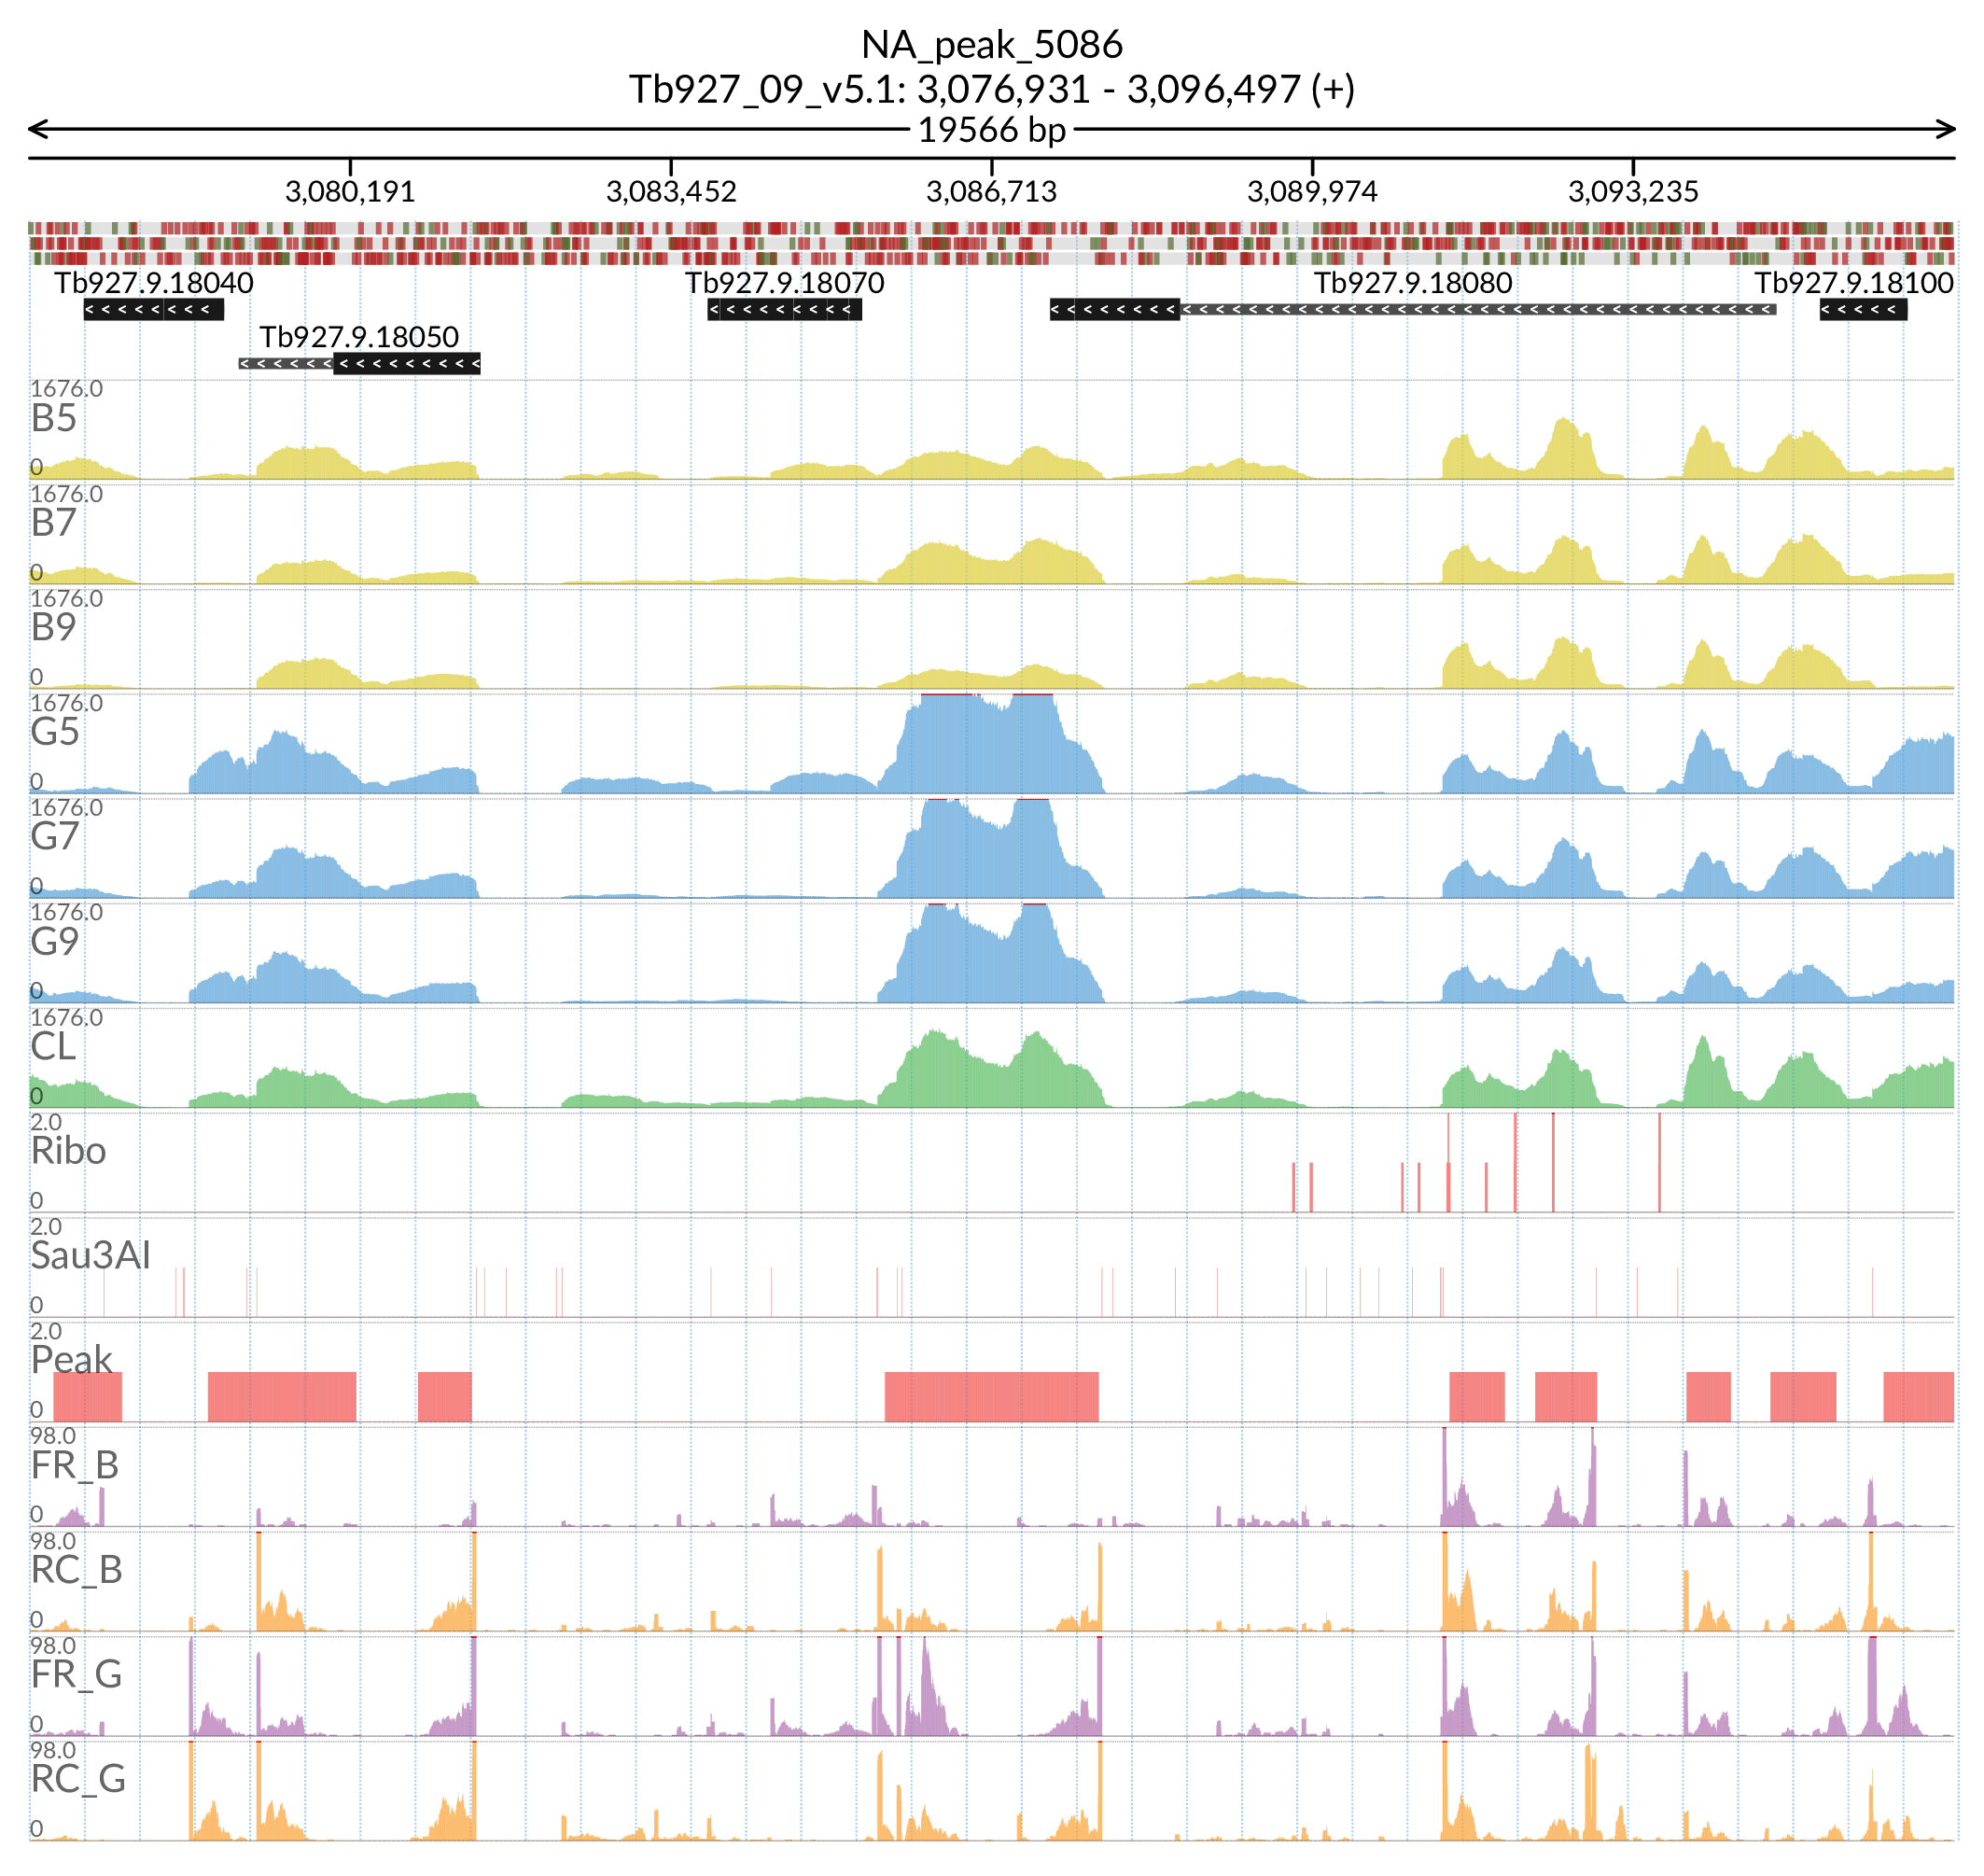 NA_peak_5086
Tb927_09_v5.1: 3,076,931 - 3,096,497 (+)
19566 bp
3,080,191 3,083,452 3,086,713 3,089,974 3,093,235
Tb927.9.18040 Tb927.9.18070 Tb927.9.18080 Tb927.9.18100
Tb927.9.18050
1676.0
B5
0
1676.0
B7
0
1676.0
B9
0
1676.0
G5
0
1676.0
G7
0
1676.0
G9
0
1676.0
CL
0
2.0
Ribo
0
2.0
Sau3AI
0
2.0
Peak
0
98.0
FR_B
0
98.0
RC_B
0
98.0
FR_G
0
98.0
RC_G
0